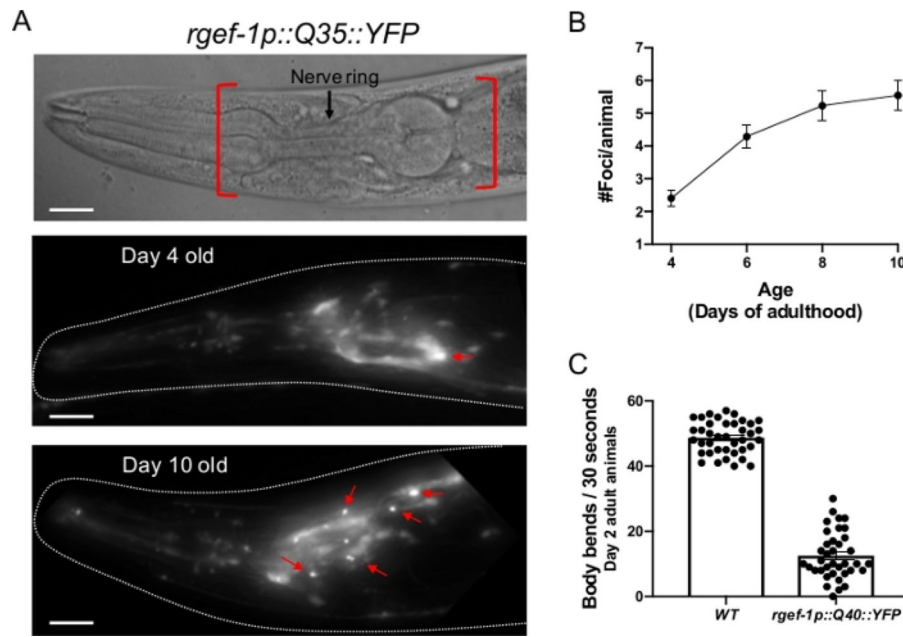 A
rgef-1p::Q35::YFP
Nerve ring
Day 4 old
Day 10 old
B
#Foci/animal
7
6
5
4
3
2
1
4
6
8
10
Age
(Days of adulthood)
C
Body bends / 30 seconds
Day 2 adult animals
60
40
20
0
WT
rgef-1p::Q40::YFP